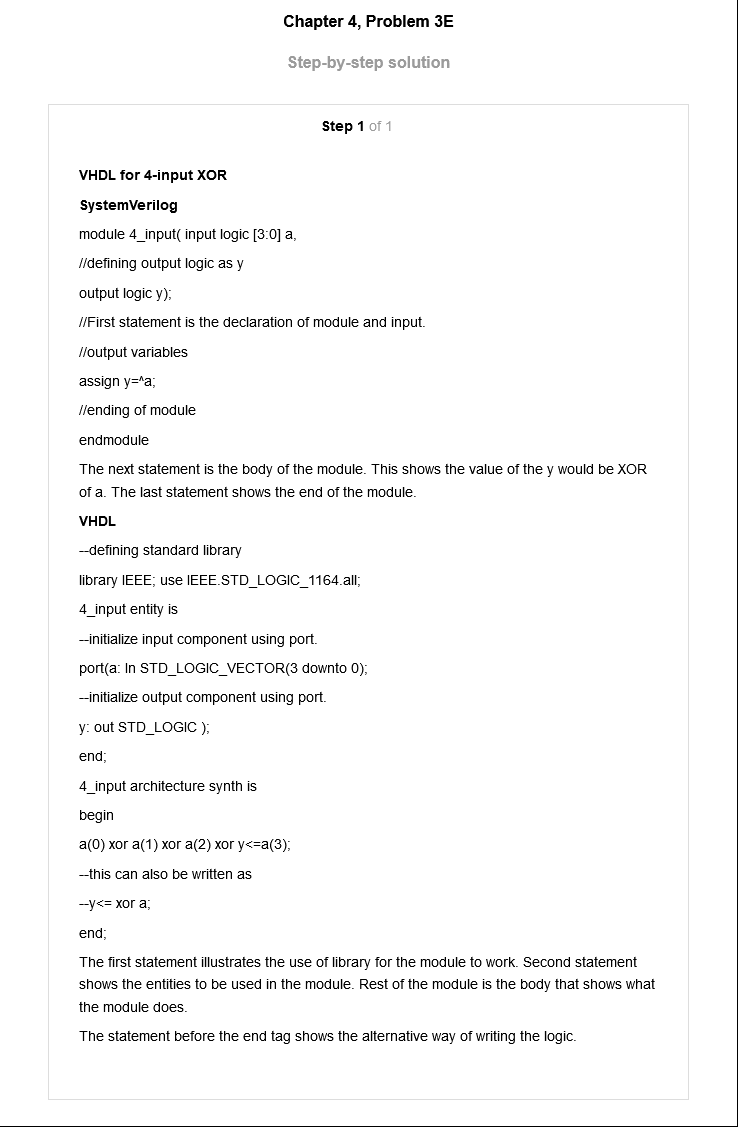 Chapter 4, Problem 3E
Step-by-step solution
Step 1 of 1
VHDL for 4-input XOR
SystemVerilog
module 4_input( input logic [3:0] a,
//defining output logic as y
output logic y);
//First statement is the declaration of module and input.
//output variables
assign y=^a;
//ending of module
endmodule
The next statement is the body of the module. This shows the value of the y would be XOR
of a. The last statement shows the end of the module.
VHDL
--defining standard library
library IEEE; use IEEE.STD_LOGIC_1164.all;
4_input entity is
--initialize input component using port.
port(a: In STD_LOGIC_VECTOR(3 downto 0);
--initialize output component using port.
y: out STD_LOGIC );
end;
4_input architecture synth is
begin
a(0) xor a(1) xor a(2) xor y<=a(3);
--this can also be written as
--y<= xor a;
end;
The first statement illustrates the use of library for the module to work. Second statement
shows the entities to be used in the module. Rest of the module is the body that shows what
the module does.
The statement before the end tag shows the alternative way of writing the logic.